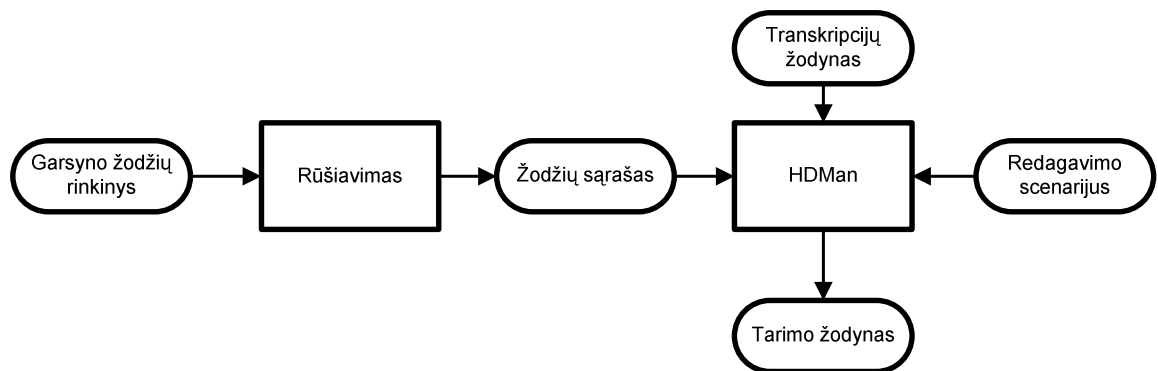 Transkripcijų
žodynas
Garsyno žodžių
rinkinys
Rūšiavimas
Žodžių sąrašas
HDMan
Redagavimo
scenarijus
Tarimo žodynas